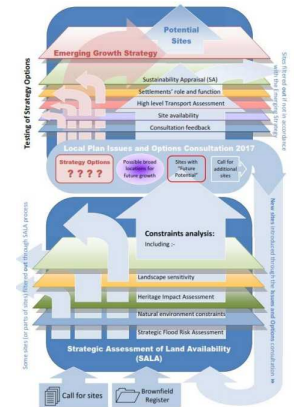 Potential
Sites
Emerging Growth Strategy
Sustainability Appraisal (SA)
Settlements' role and function
High level Transport Assessment
Site availability
Consultation feedback
Testing of Strategy Options
Sites filtered out if not in accordance
with the Emerging Strategy
Local Plan Issues and Options Consultation 2017
Strategy Options
? ? ? ?
Possible broad
locations for
future growth
Sites with
"Future
Potential"
Call for
additional
sites
Constraints analysis:
Including :-
Landscape sensitivity
Heritage Impact Assessment
Natural environment constraints
Strategic Flood Risk Assessment
Some sites (or parts of sites) filtered out through SALA process
New sites introduced through the Issues and Options consultation
Strategic Assessment of Land Availability
(SALA)
Call for sites
Brownfield
Register